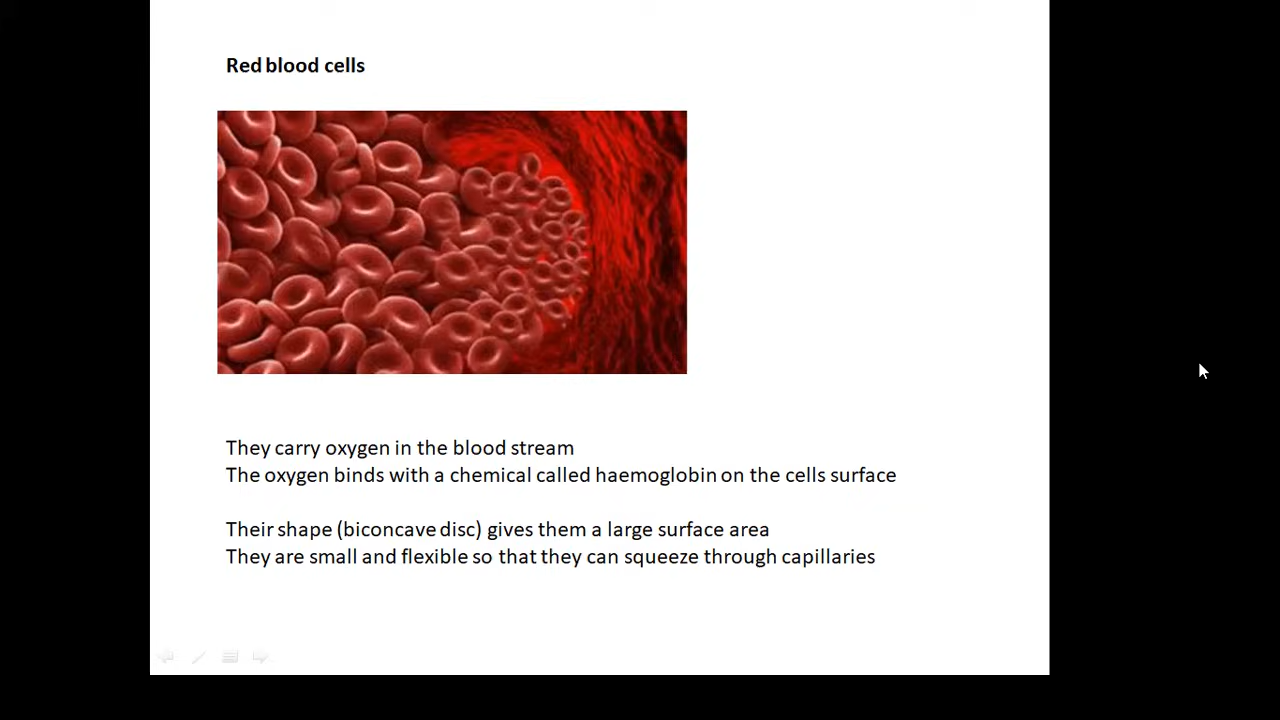 Red blood cells
They carry oxygen in the blood stream
The oxygen binds with a chemical called haemoglobin on the cells surface
Their shape (biconcave disc) gives them a large surface area
They are small and flexible so that they can squeeze through capillaries